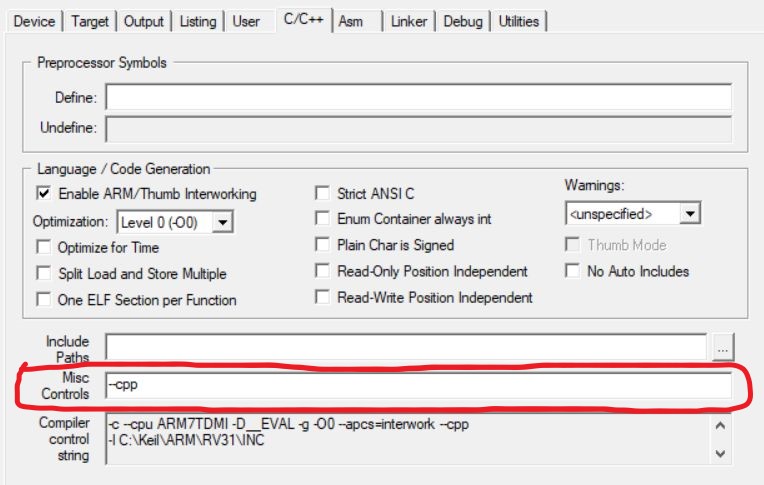 Device Target Output Listing User C/C++ Asm Linker Debug Utilities
Preprocessor Symbols
Define:
Undefine:
Language / Code Generation
Enable ARM/Thumb Interworking
Optimization: Level 0 (-O0)
Optimize for Time
Split Load and Store Multiple
One ELF Section per Function
Strict ANSI C
Enum Container always int
Plain Char is Signed
Read-Only Position Independent
Read-Write Position Independent
Warnings:
<unspecified>
Thumb Mode
No Auto Includes
Include
Paths
...
Misc
Controls
--cpp
Compiler
control
string
-c --cpu ARM7TDMI -D__EVAL -g -O0 --apcs=interwork --cpp
-I C:\Keil\ARM\RV31\INC